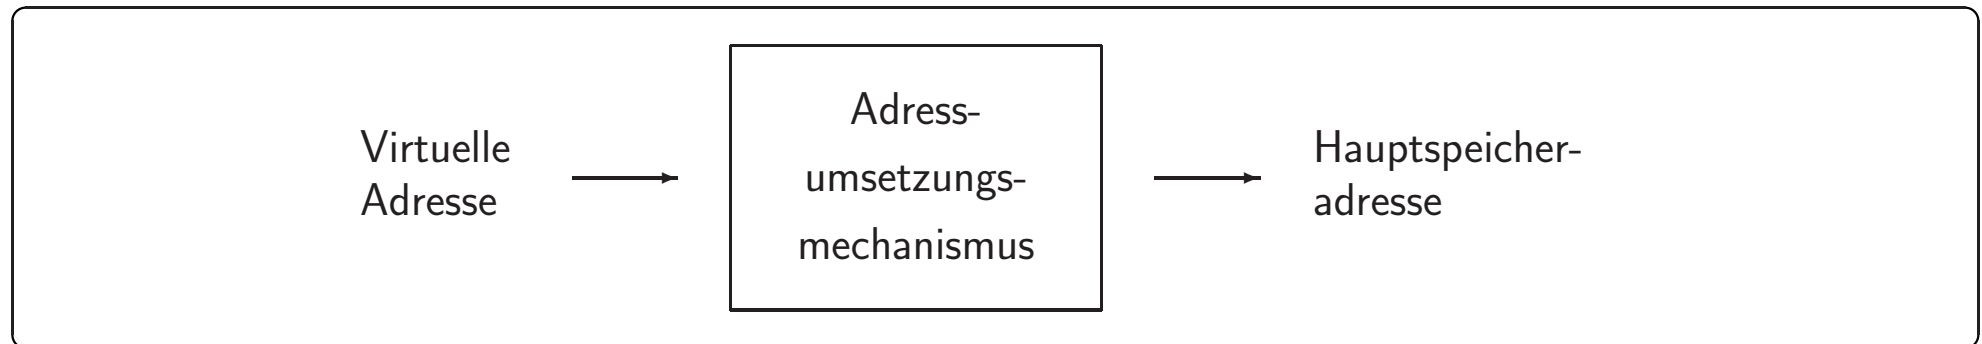 Virtuelle
Adresse
Adress-
umsetzungs-
mechanismus
Hauptspeicher-
adresse